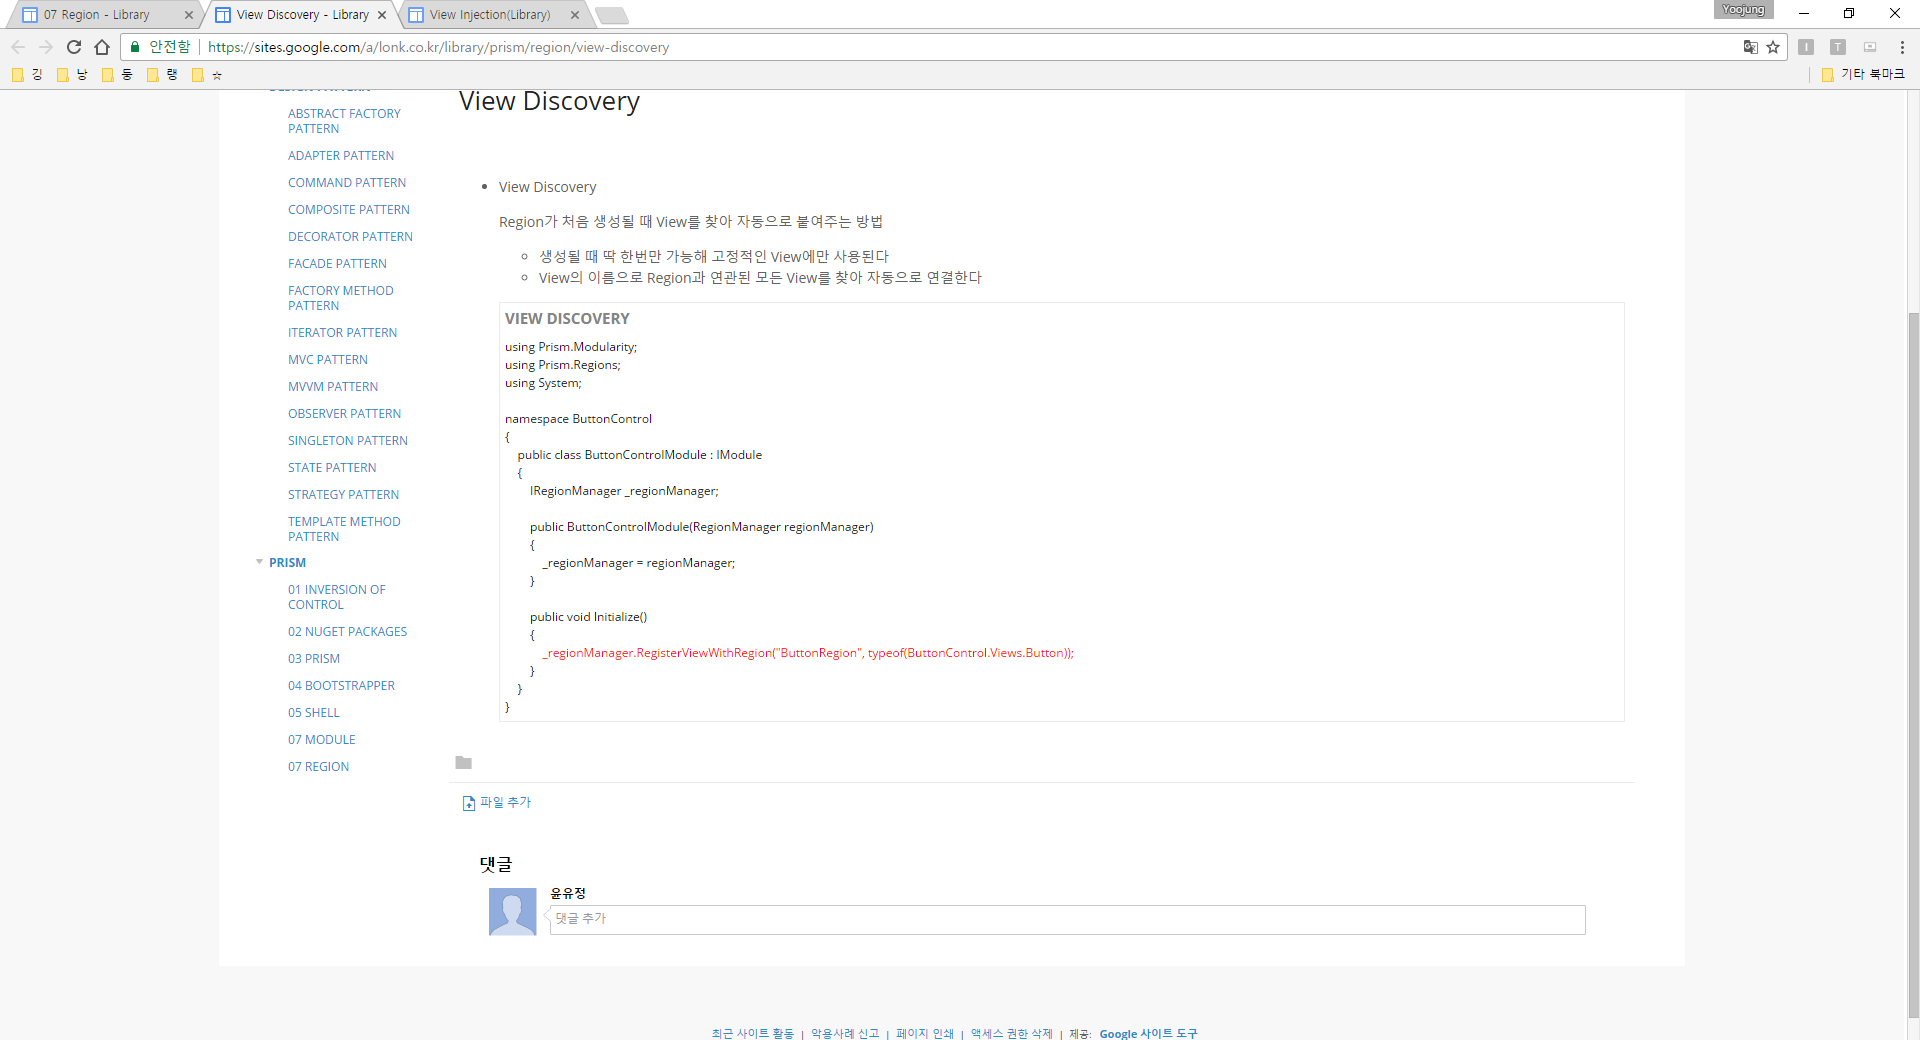 07 Region - Library
View Discovery - Library
View Injection(Library)
Yoojung
안전함
https://sites.google.com/a/lonk.co.kr/library/prism/region/view-discovery
깅
낭
둥
랭
☆
기타 북마크
ABSTRACT FACTORY
PATTERN
ADAPTER PATTERN
COMMAND PATTERN
COMPOSITE PATTERN
DECORATOR PATTERN
FACADE PATTERN
FACTORY METHOD
PATTERN
ITERATOR PATTERN
MVC PATTERN
MVVM PATTERN
OBSERVER PATTERN
SINGLETON PATTERN
STATE PATTERN
STRATEGY PATTERN
TEMPLATE METHOD
PATTERN
PRISM
01 INVERSION OF
CONTROL
02 NUGET PACKAGES
03 PRISM
04 BOOTSTRAPPER
05 SHELL
07 MODULE
07 REGION
View Discovery
View Discovery
Region가 처음 생성될 때 View를 찾아 자동으로 붙여주는 방법
생성될 때 딱 한번만 가능해 고정적인 View에만 사용된다
View의 이름으로 Region과 연관된 모든 View를 찾아 자동으로 연결한다
VIEW DISCOVERY
using Prism.Modularity;
using Prism.Regions;
using System;
namespace ButtonControl
{
public class ButtonControlModule : IModule
{
IRegionManager _regionManager;
public ButtonControlModule(RegionManager regionManager)
{
_regionManager = regionManager;
}
public void Initialize()
{
_regionManager.RegisterViewWithRegion("ButtonRegion", typeof(ButtonControl.Views.Button));
}
}
}
파일 추가
댓글
윤유정
댓글 추가
최근 사이트 활동 | 악용사례 신고 | 페이지 인쇄 | 액세스 권한 삭제 | 제공: Google 사이트 도구